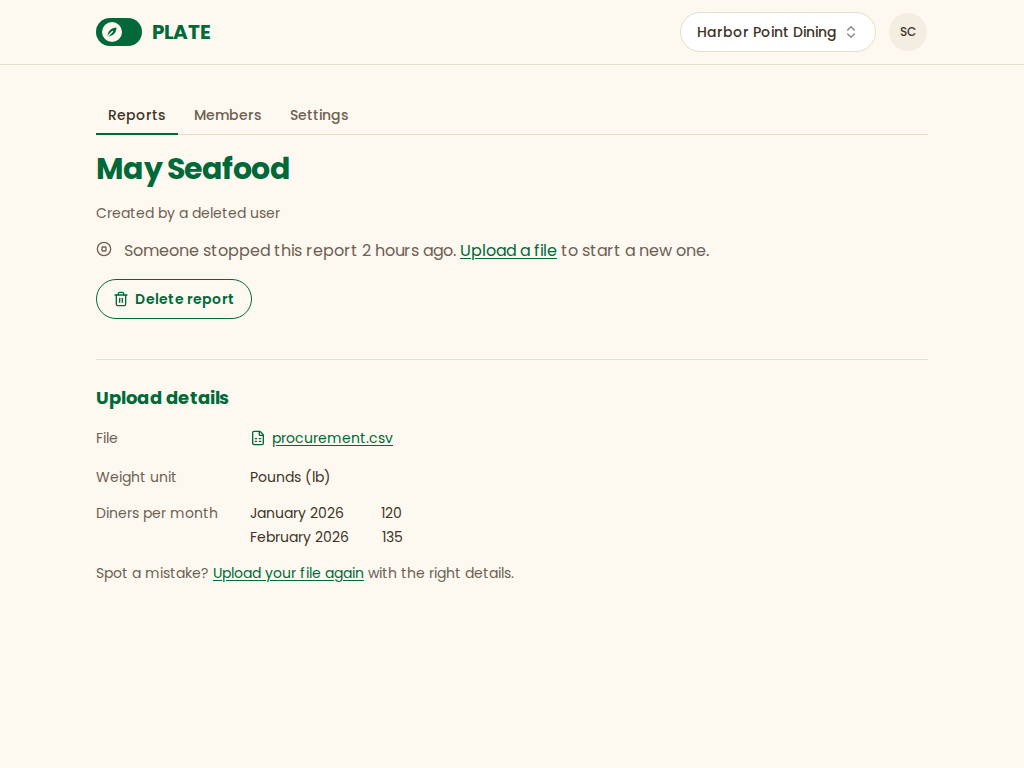 PLATE
Harbor Point Dining
SC
Reports Members Settings
May Seafood
Created by a deleted user
Someone stopped this report 2 hours ago. Upload a file to start a new one.
Delete report
Upload details
File procurement.csv
Weight unit Pounds (lb)
Diners per month January 2026 120
February 2026 135
Spot a mistake? Upload your file again with the right details.